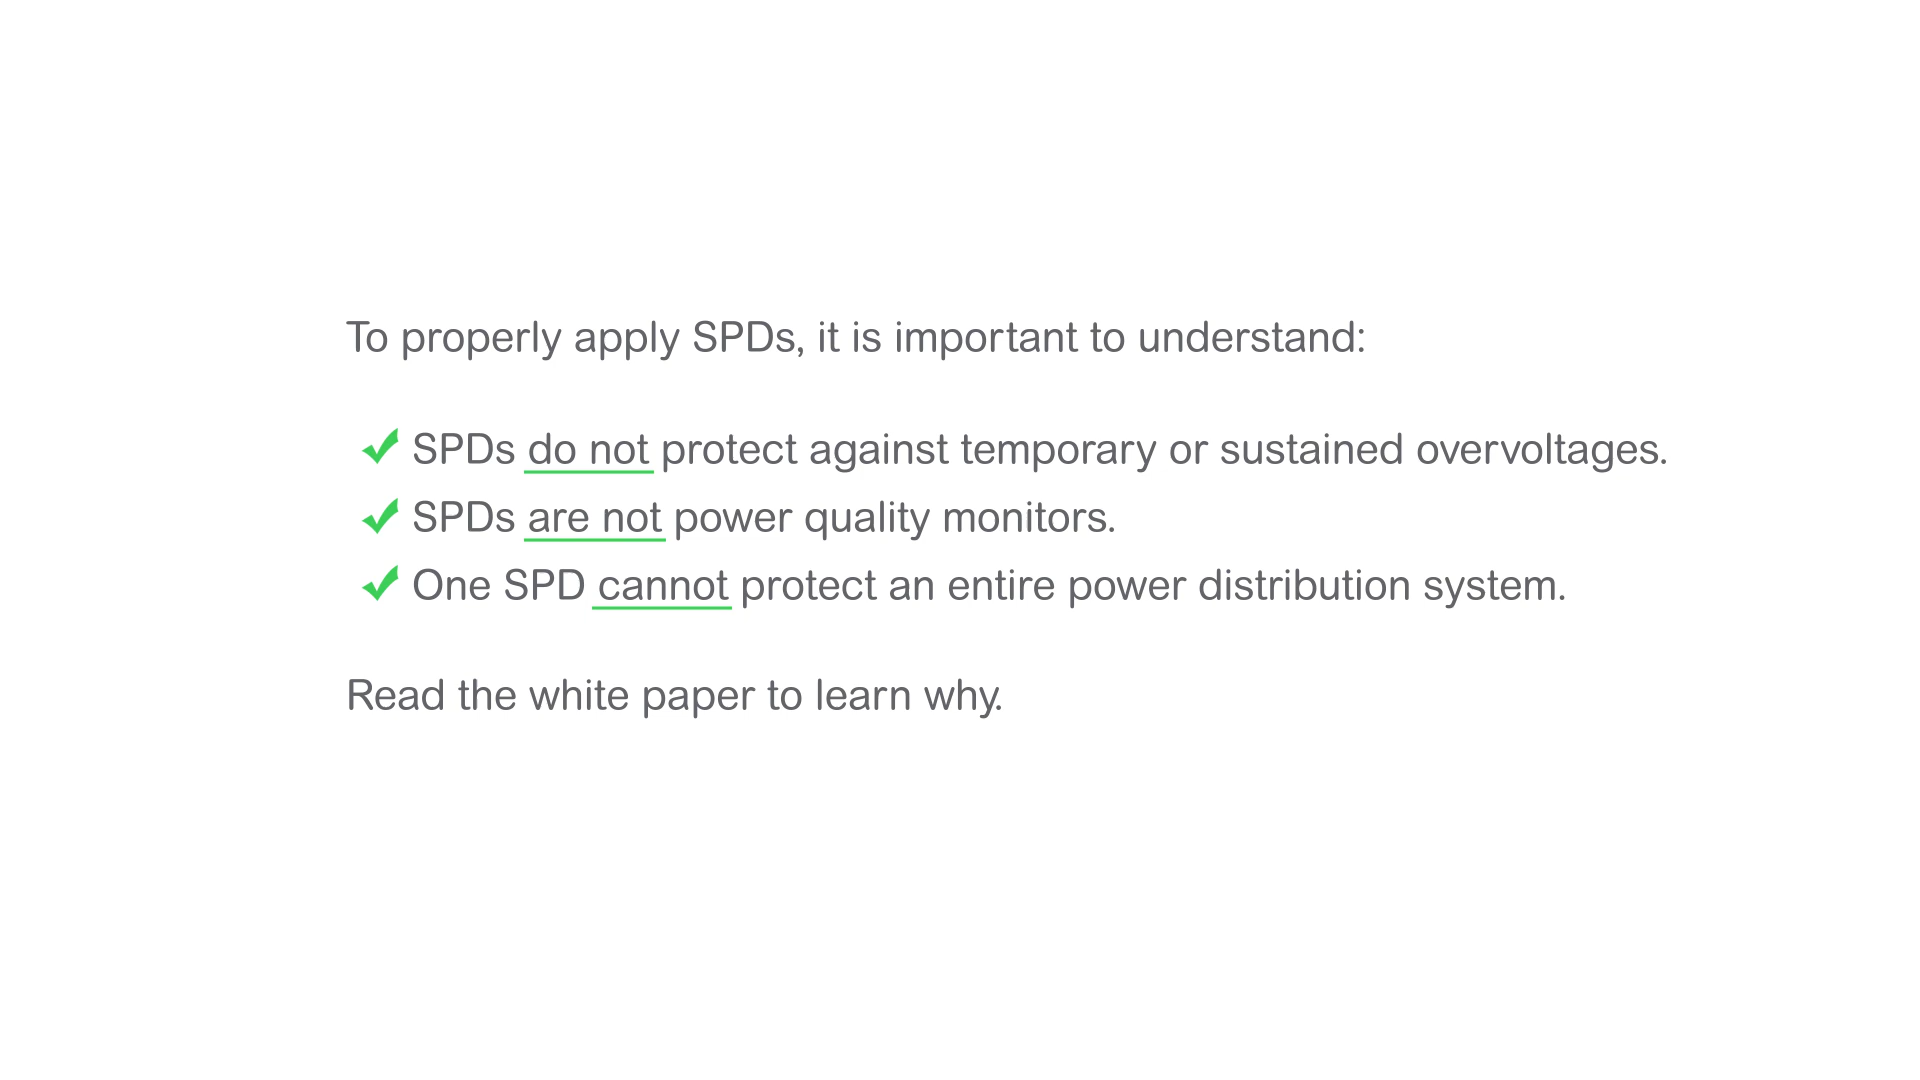 To properly apply SPDs, it is important to understand:
SPDs do not protect against temporary or sustained overvoltages.
SPDs are not power quality monitors.
One SPD cannot protect an entire power distribution system.
Read the white paper to learn why.